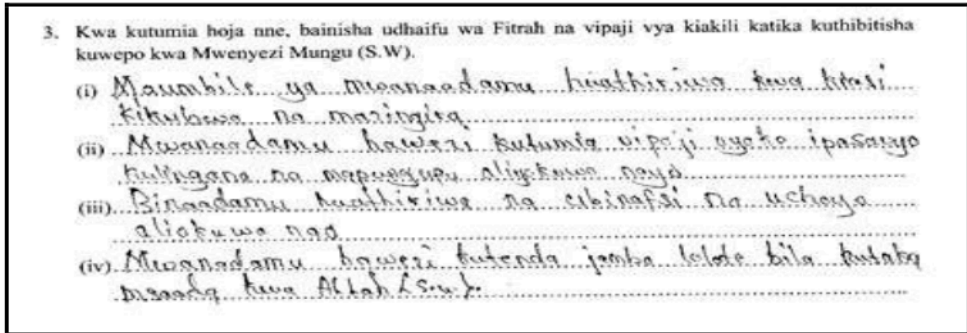 3. Kwa kutumia hoja nne, bainisha udhaifu wa Fitrah na vipaji vya kiakili katika kuthibitisha
kuwepo kwa Mwenyezi Mungu (S.W).
(i) Maumbile ya mwanaadamu huathiriwa kwa kiasi
kikubwa na mazingira
(ii) Mwanaadamu hawezi kutumia vipaji vyake ipasavyo
kulingana na mapungufu aliyokuwa nayo
(iii) Binaadamu huathiriwa na ubinafsi na uchoyo
aliokuwa nao
(iv) Mwanadamu hawezi kutenda jambo lolote bila kutaka
msaada kwa Allah (S.w).